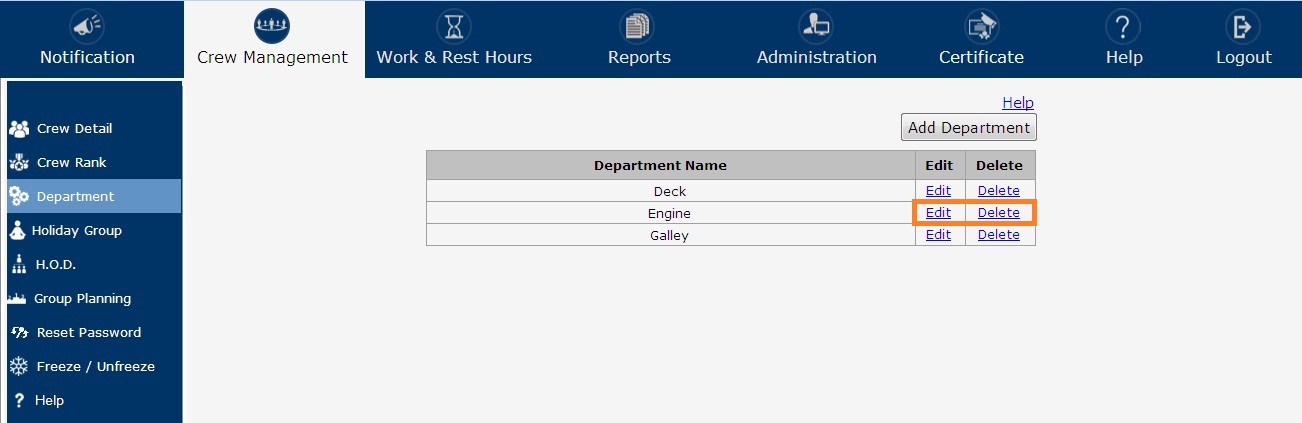 Notification Crew Management Work & Rest Hours Reports Administration Certificate Help Logout
Crew Detail
Crew Rank
Department
Holiday Group
H.O.D.
Group Planning
Reset Password
Freeze / Unfreeze
? Help
Help
Add Department
Department Name Edit Delete
Deck Edit Delete
Engine Edit Delete
Galley Edit Delete